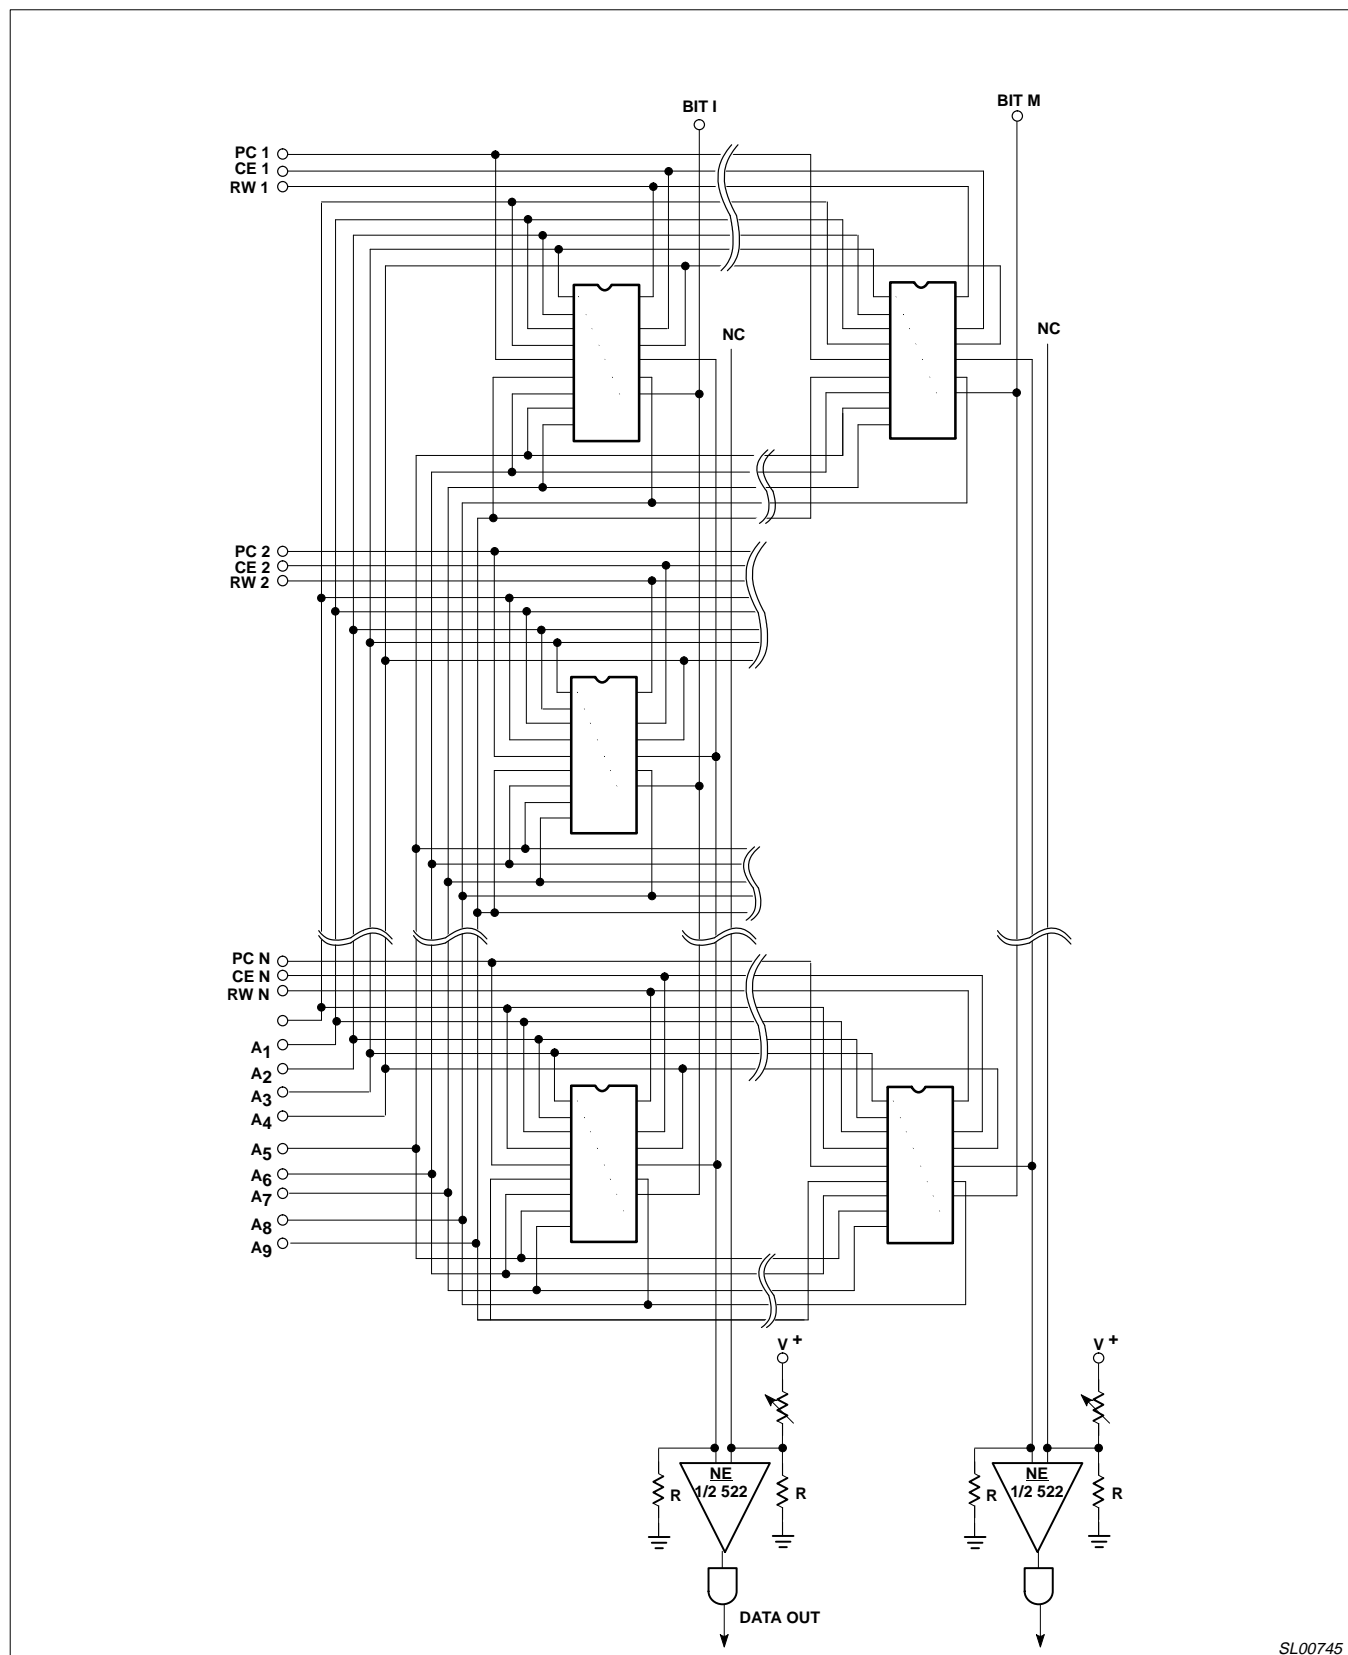 BIT I
BIT M
PC 1
CE 1
RW 1
NC
NC
PC 2
CE 2
RW 2
PC N
CE N
RW N
A1
A2
A3
A4
A5
A6
A7
A8
A9
V+
V+
R
NE
1/2 522
R
R
NE
1/2 522
R
DATA OUT
SL00745